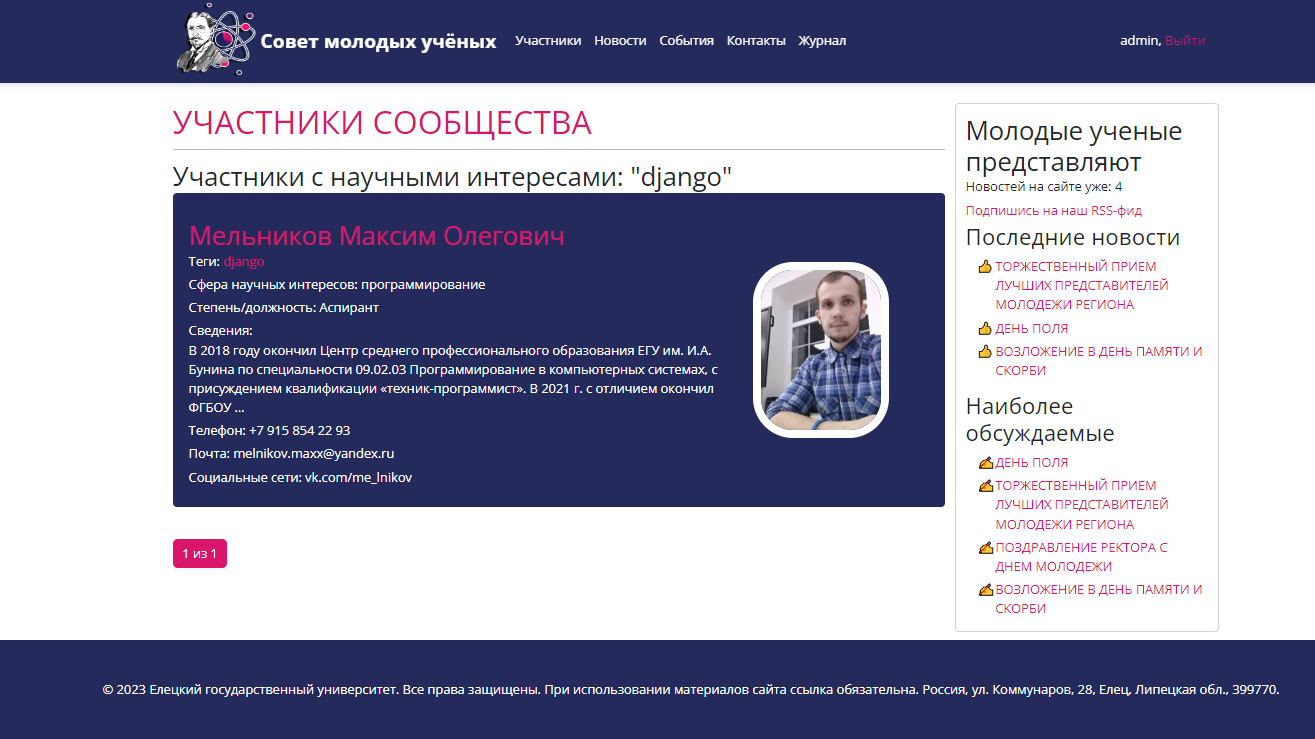 Совет молодых учёных
Участники Новости События Контакты Журнал
admin, Выйти
УЧАСТНИКИ СООБЩЕСТВА
Участники с научными интересами: "django"
Мельников Максим Олегович
Теги: django
Сфера научных интересов: программирование
Степень/должность: Аспирант
Сведения:
В 2018 году окончил Центр среднего профессионального образования ЕГУ им. И.А.
Бунина по специальности 09.02.03 Программирование в компьютерных системах, с
присуждением квалификации «техник-программист». В 2021 г. с отличием окончил
ФГБОУ ...
Телефон: +7 915 854 22 93
Почта: melnikov.maxx@yandex.ru
Социальные сети: vk.com/me_lnikov
1 из 1
Молодые ученые
представляют
Новостей на сайте уже: 4
Подпишись на наш RSS-фид
Последние новости
ТОРЖЕСТВЕННЫЙ ПРИЕМ
ЛУЧШИХ ПРЕДСТАВИТЕЛЕЙ
МОЛОДЕЖИ РЕГИОНА
ДЕНЬ ПОЛЯ
ВОЗЛОЖЕНИЕ В ДЕНЬ ПАМЯТИ И
СКОРБИ
Наиболее
обсуждаемые
ДЕНЬ ПОЛЯ
ТОРЖЕСТВЕННЫЙ ПРИЕМ
ЛУЧШИХ ПРЕДСТАВИТЕЛЕЙ
МОЛОДЕЖИ РЕГИОНА
ПОЗДРАВЛЕНИЕ РЕКТОРА С
ДНЕМ МОЛОДЕЖИ
ВОЗЛОЖЕНИЕ В ДЕНЬ ПАМЯТИ И
СКОРБИ
© 2023 Елецкий государственный университет. Все права защищены. При использовании материалов сайта ссылка обязательна. Россия, ул. Коммунаров, 28, Елец, Липецкая обл., 399770.